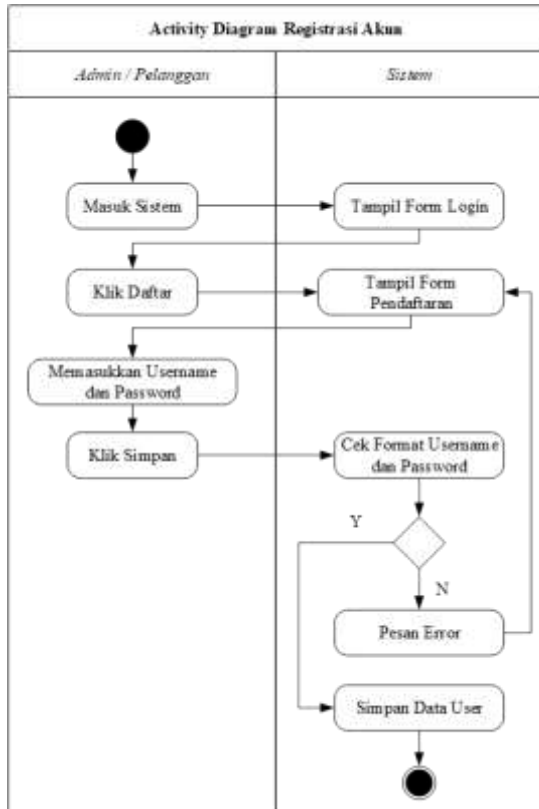 Activity Diagram Registrasi Akun
Admin / Pelanggan
Sistem
Masuk Sistem
Tampil Form Login
Klik Daftar
Tampil Form
Pendaftaran
Memasukkan Username
dan Password
Klik Simpan
Cek Format Username
dan Password
Y
N
Pesan Error
Simpan Data User